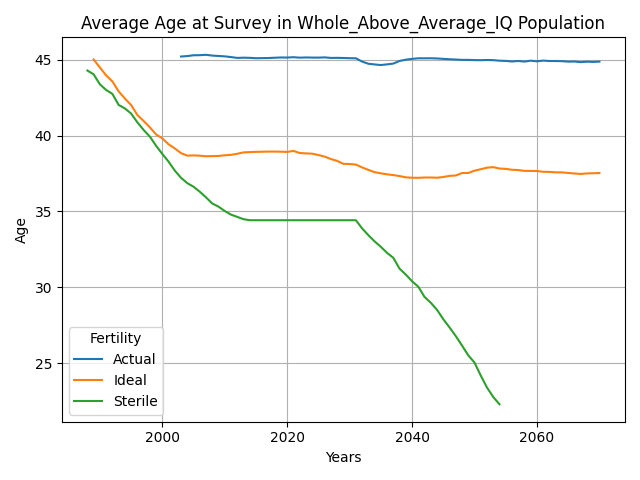 Average Age at Survey in Whole_Above_Average_IQ Population
45
40
35
30
25
Age
Fertility
Actual
Ideal
Sterile
2000
2020
2040
2060
Years